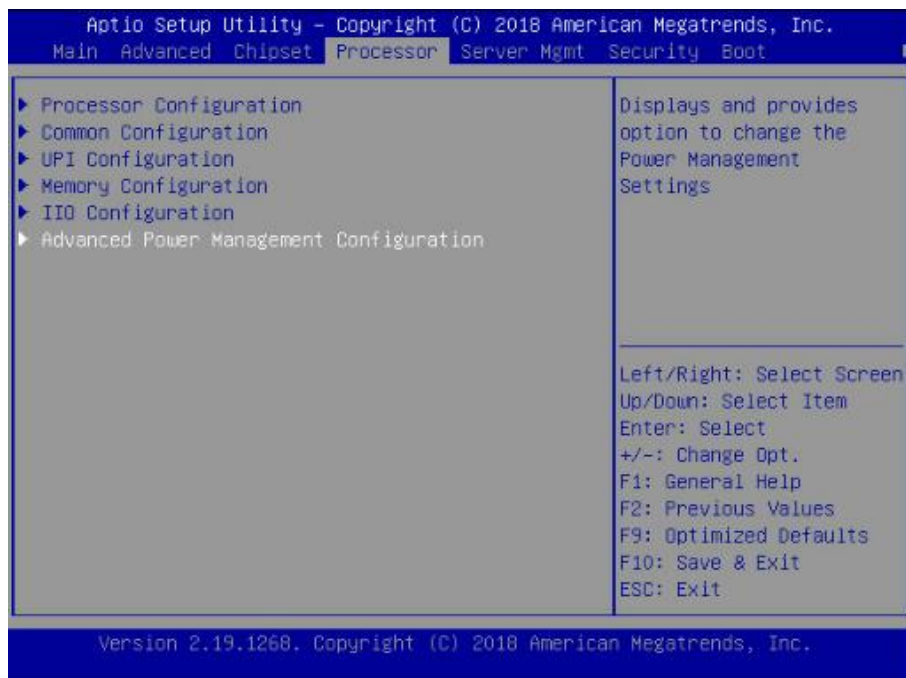 Aptio Setup Utility – Copyright (C) 2018 American Megatrends, Inc.
Main Advanced Chipset Processor Server Mgmt Security Boot
Processor Configuration
Common Configuration
UPI Configuration
Memory Configuration
IIO Configuration
Advanced Power Management Configuration
Displays and provides
option to change the
Power Management
Settings
Left/Right: Select Screen
Up/Down: Select Item
Enter: Select
+/-: Change Opt.
F1: General Help
F2: Previous Values
F9: Optimized Defaults
F10: Save & Exit
ESC: Exit
Version 2.19.1268. Copyright (C) 2018 American Megatrends, Inc.